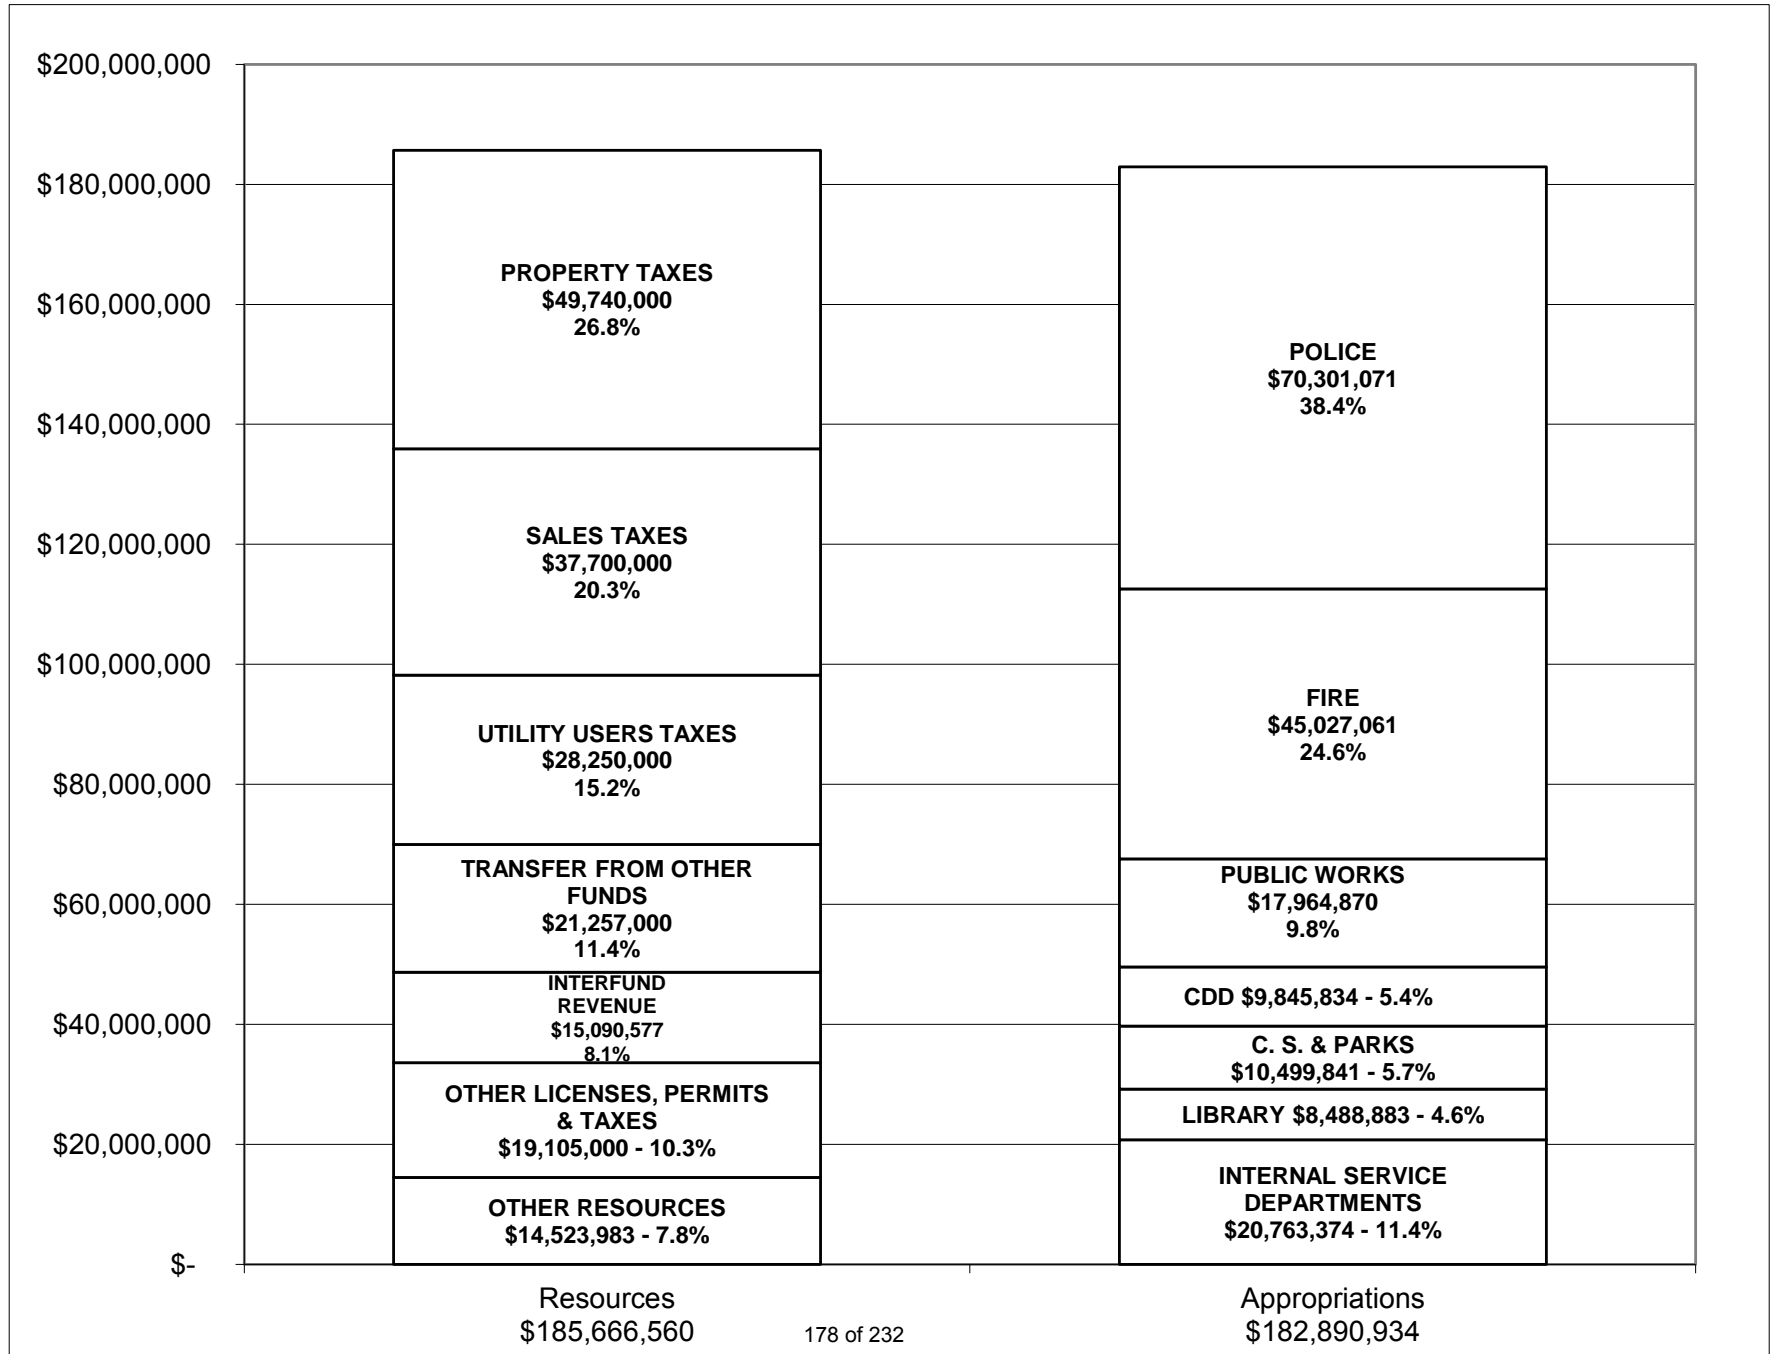 $200,000,000
$180,000,000
$160,000,000
$140,000,000
$120,000,000
$100,000,000
$80,000,000
$60,000,000
$40,000,000
$20,000,000
$-
PROPERTY TAXES
$49,740,000
26.8%
SALES TAXES
$37,700,000
20.3%
UTILITY USERS TAXES
$28,250,000
15.2%
TRANSFER FROM OTHER
FUNDS
$21,257,000
11.4%
INTERFUND
REVENUE
$15,090,577
8.1%
OTHER LICENSES, PERMITS
& TAXES
$19,105,000 - 10.3%
OTHER RESOURCES
$14,523,983 - 7.8%
POLICE
$70,301,071
38.4%
FIRE
$45,027,061
24.6%
PUBLIC WORKS
$17,964,870
9.8%
CDD $9,845,834 - 5.4%
C. S. & PARKS
$10,499,841 - 5.7%
LIBRARY $8,488,883 - 4.6%
INTERNAL SERVICE
DEPARTMENTS
$20,763,374 - 11.4%
Resources
$185,666,560
Appropriations
$182,890,934
178 of 232